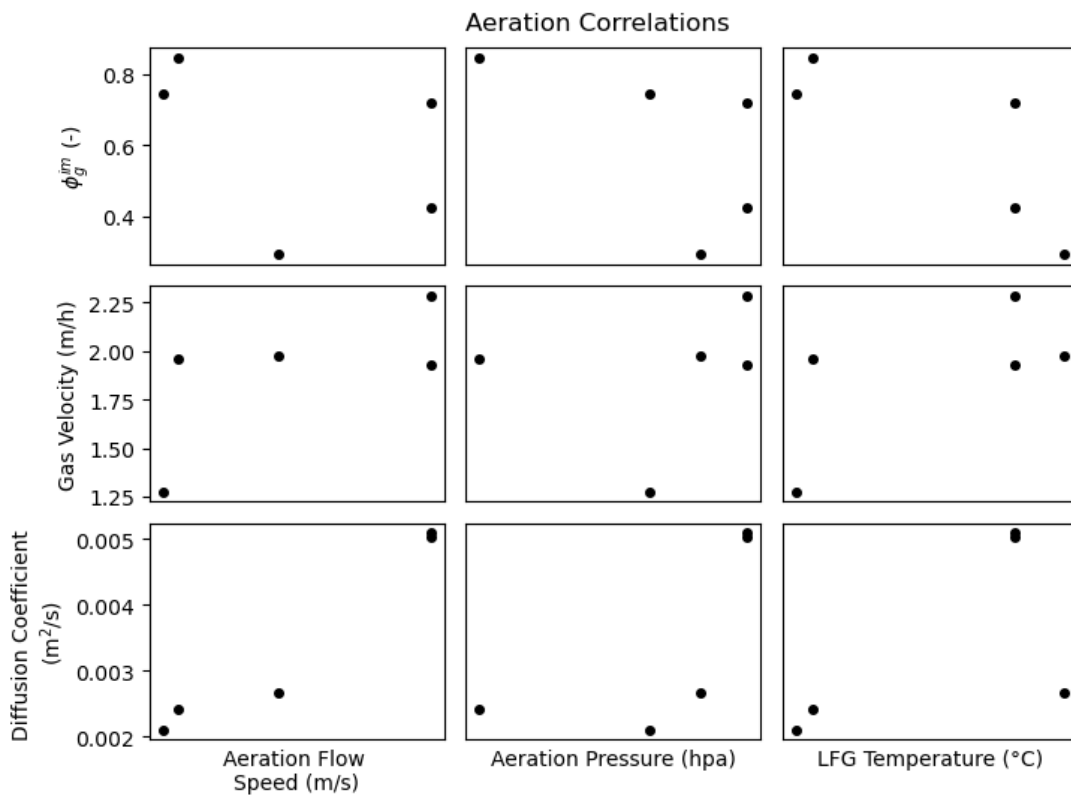 Aeration Correlations
ϕ_g^{im} (-)
0.8
0.6
0.4
Gas Velocity (m/h)
2.25
2.00
1.75
1.50
1.25
Diffusion Coefficient
(m²/s)
0.005
0.004
0.003
0.002
Aeration Flow
Speed (m/s)
Aeration Pressure (hpa)
LFG Temperature (°C)